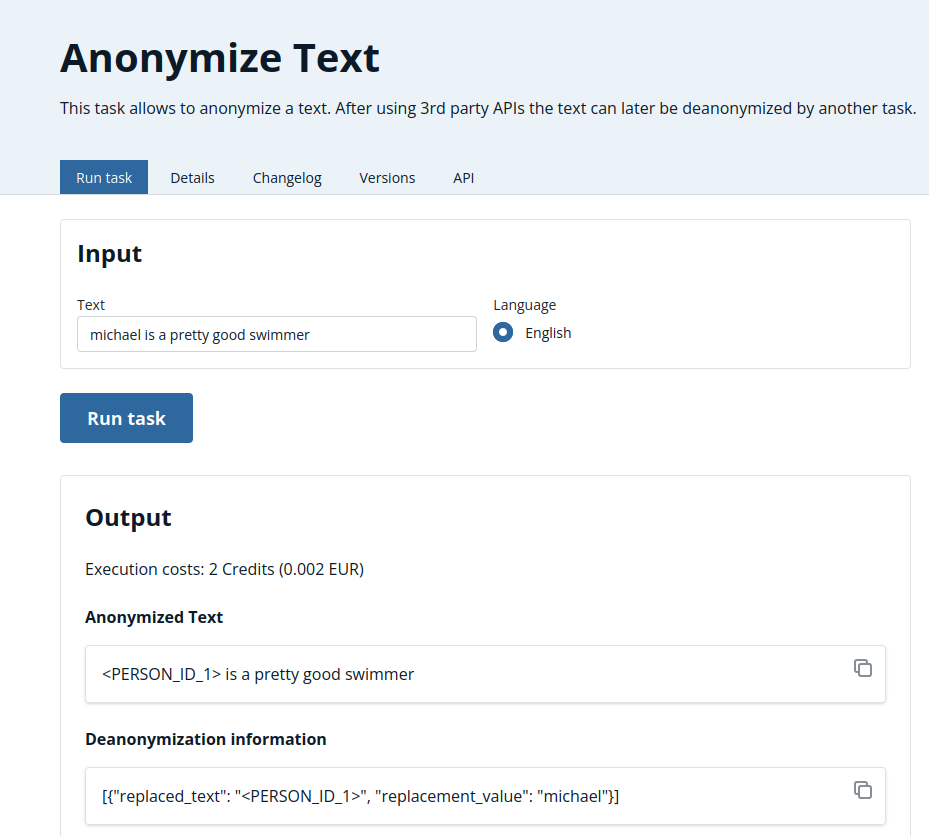 Anonymize Text
This task allows to anonymize a text. After using 3rd party APIs the text can later be deanonymized by another task.
Run task Details Changelog Versions API
Input
Text Language
michael is a pretty good swimmer English
Run task
Output
Execution costs: 2 Credits (0.002 EUR)
Anonymized Text
<PERSON_ID_1> is a pretty good swimmer
Deanonymization information
[{"replaced_text": "<PERSON_ID_1>", "replacement_value": "michael"}]